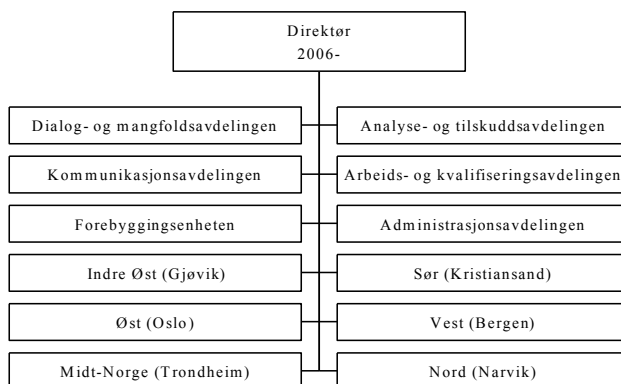 Direktør
2006-
Dialog- og mangfoldsavdelingen
Analyse- og tilskuddsavdelingen
Kommunikasjonsavdelingen
Arbeids- og kvalifiseringsavdelingen
Forebyggingsenheten
Administrasjonsavdelingen
Indre Øst (Gjøvik)
Sør (Kristiansand)
Øst (Oslo)
Vest (Bergen)
Midt-Norge (Trondheim)
Nord (Narvik)